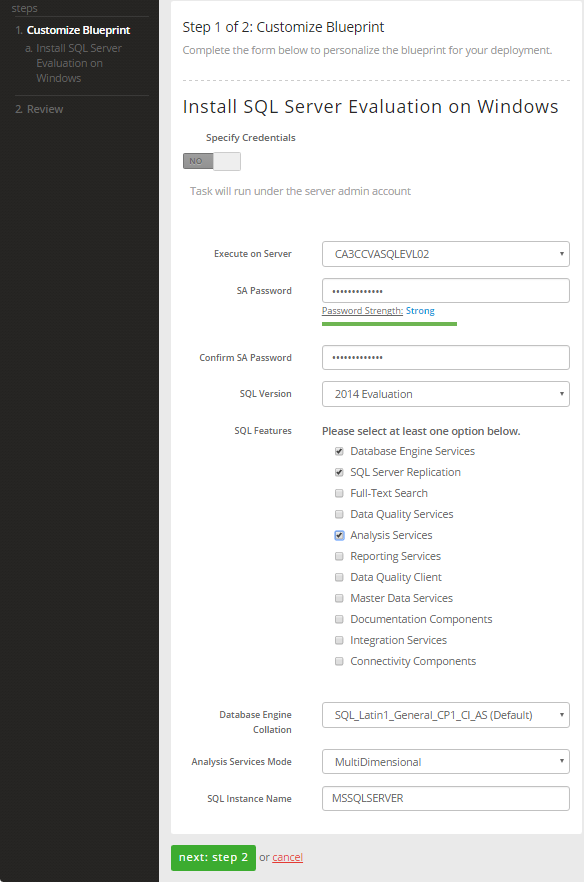 steps
1. Customize Blueprint
a. Install SQL Server
Evaluation on
Windows
2. Review
Step 1 of 2: Customize Blueprint
Complete the form below to personalize the blueprint for your deployment.
Install SQL Server Evaluation on Windows
Specify Credentials
NO
Task will run under the server admin account
Execute on Server
CA3CCVASQLEVL02
SA Password
•••••••••••••
Password Strength: Strong
Confirm SA Password
•••••••••••••
SQL Version
2014 Evaluation
SQL Features
Please select at least one option below.
Database Engine Services
SQL Server Replication
Full-Text Search
Data Quality Services
Analysis Services
Reporting Services
Data Quality Client
Master Data Services
Documentation Components
Integration Services
Connectivity Components
Database Engine
Collation
SQL_Latin1_General_CP1_CI_AS (Default)
Analysis Services Mode
MultiDimensional
SQL Instance Name
MSSQLSERVER
next: step 2 or cancel